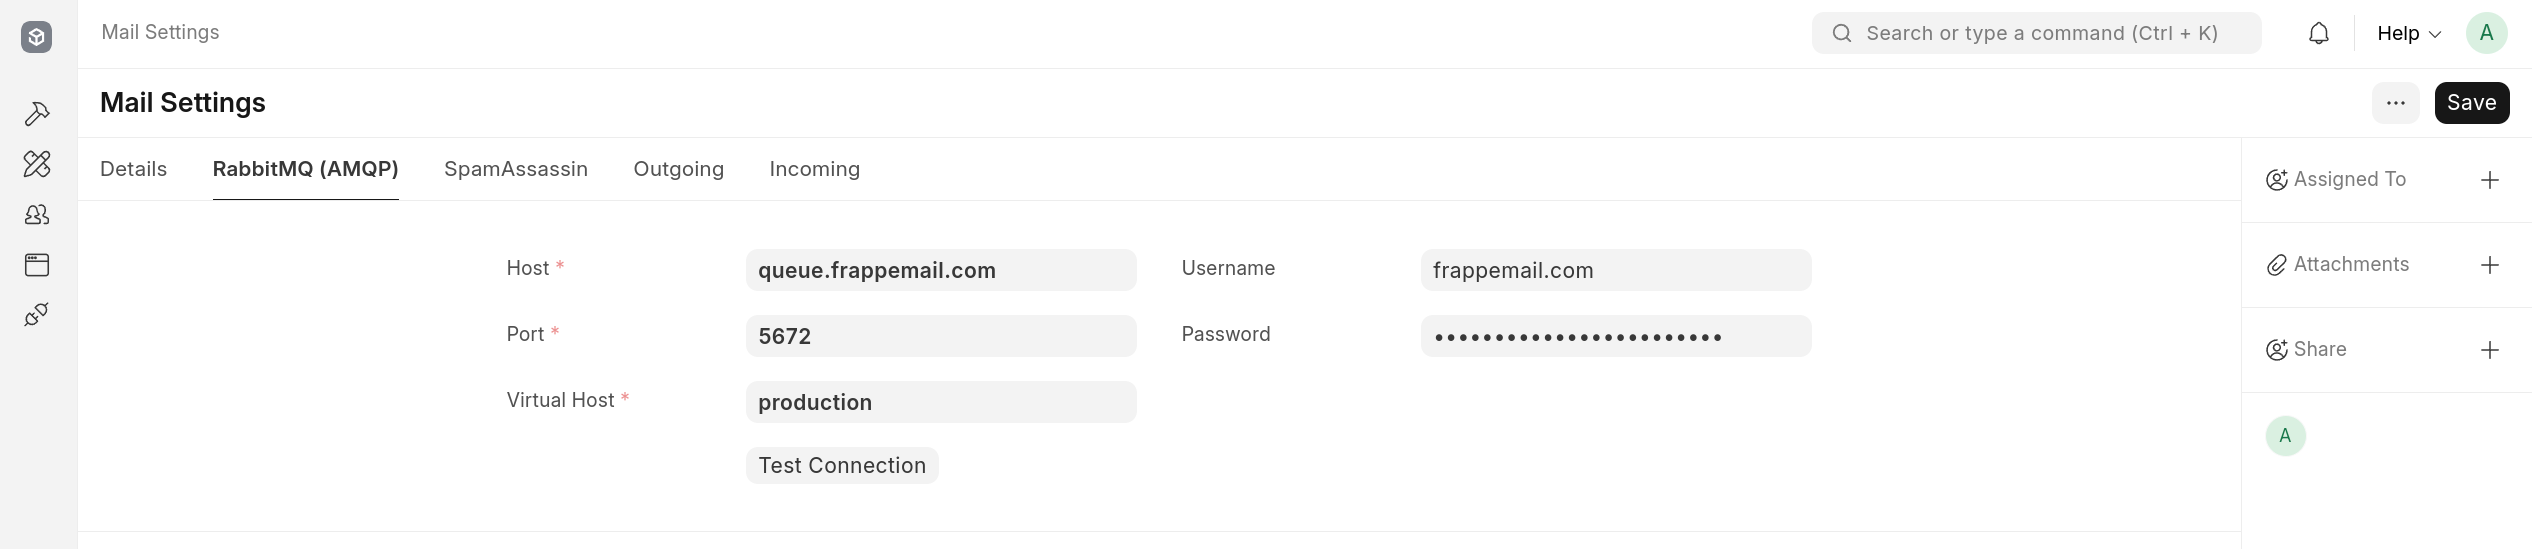 Mail Settings
Search or type a command (Ctrl + K)
Help
A
Mail Settings
...
Save
Details
RabbitMQ (AMQP)
SpamAssassin
Outgoing
Incoming
Host *
queue.frappemail.com
Username
frappemail.com
Port *
5672
Password
••••••••••••••••••••••••
Virtual Host *
production
Test Connection
Assigned To
Attachments
Share
A